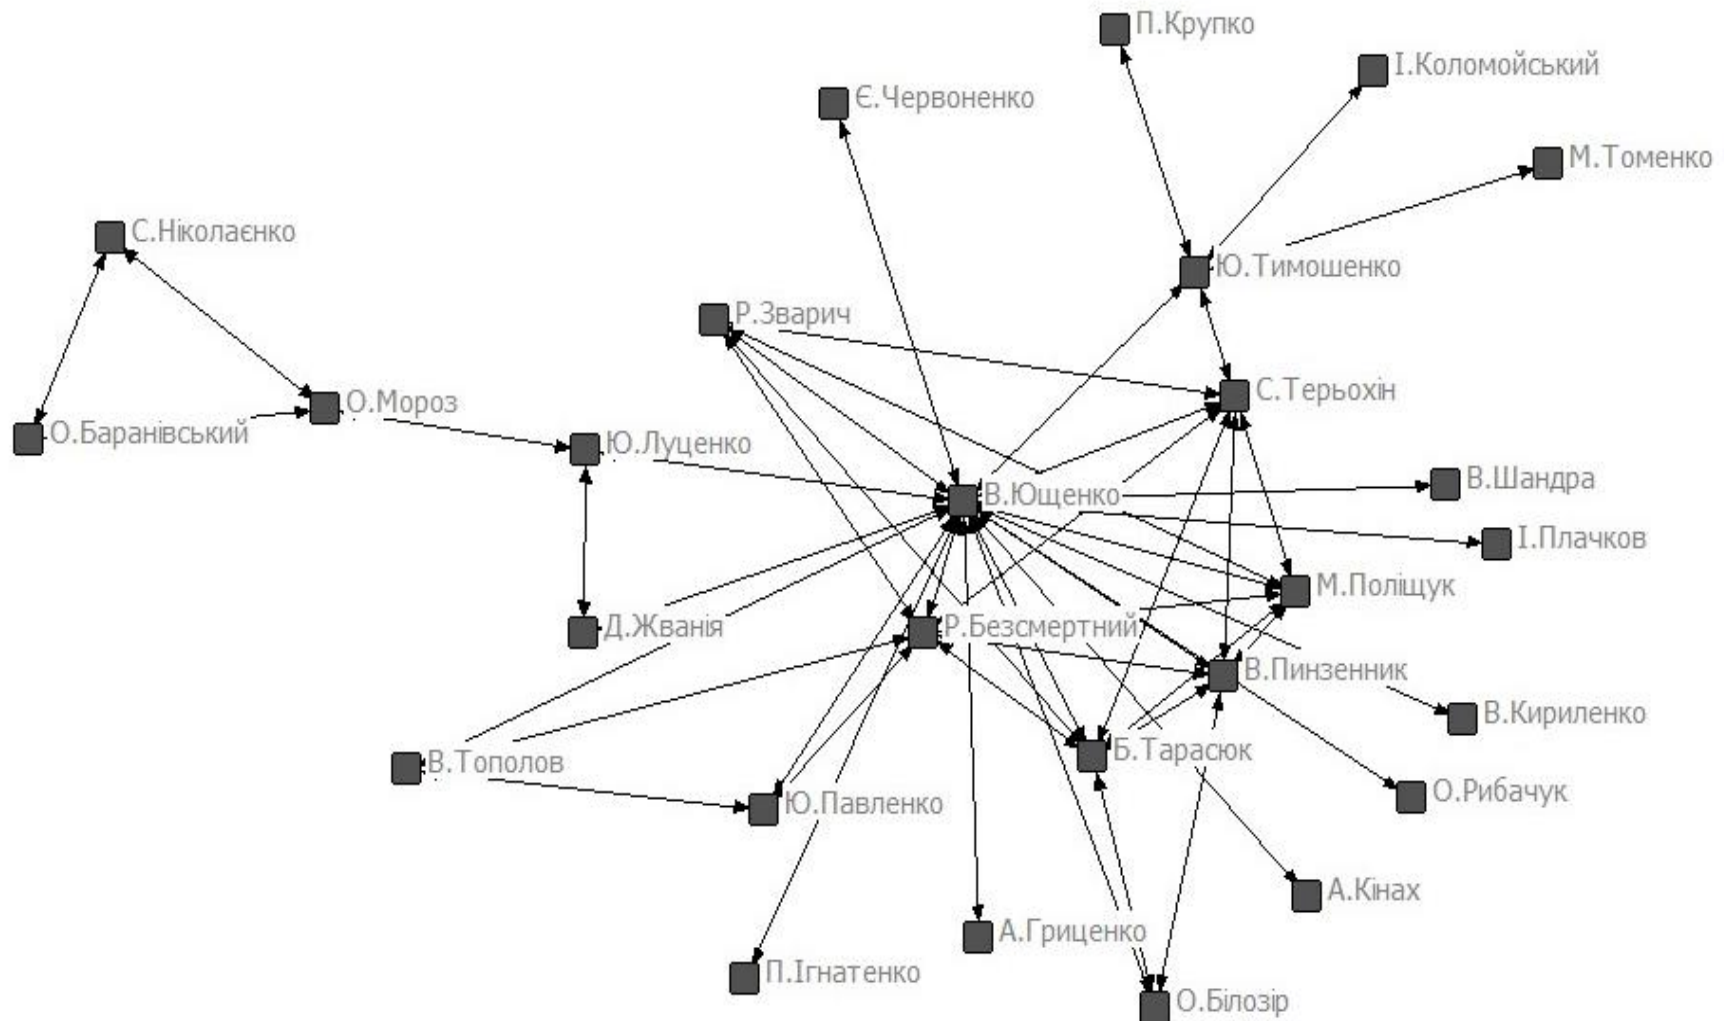 П.Крупко
І.Коломойський
Є.Червоненко
М.Томенко
С.Ніколаєнко
Ю.Тимошенко
Р.Зварич
С.Терьохін
О.Мороз
О.Баранівський
Ю.Луценко
В.Шандра
В.Ющенко
І.Плачков
М.Поліщук
Д.Жванія
Р.Безсмертний
В.Пинзенник
В.Кириленко
Б.Тарасюк
В.Тополов
О.Рибачук
Ю.Павленко
А.Кінах
А.Гриценко
П.Ігнатенко
О.Білозір